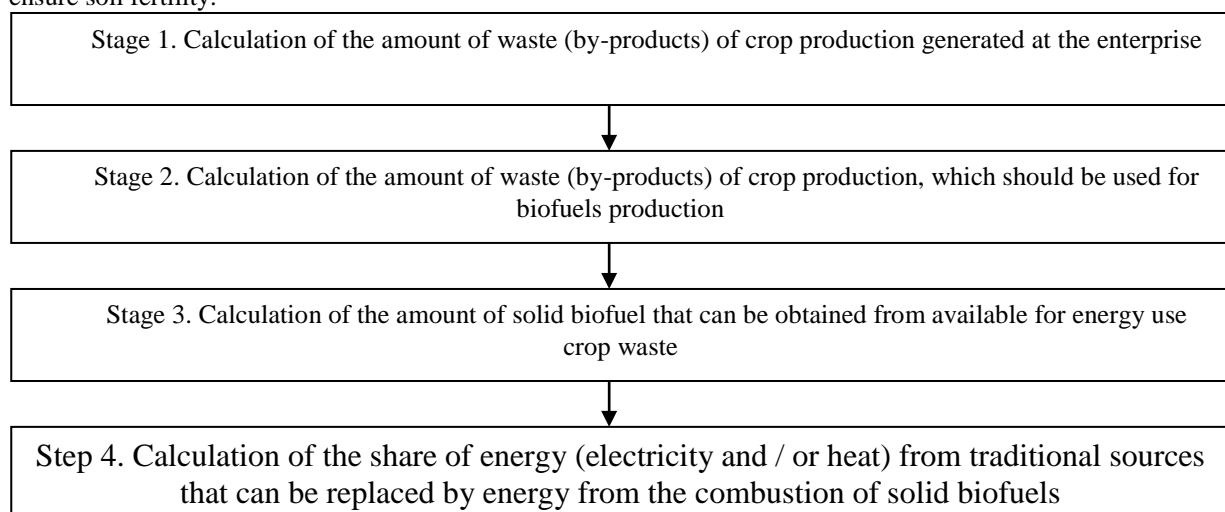 ensure soil fertility.
Stage 1. Calculation of the amount of waste (by-products) of crop production generated at the enterprise
Stage 2. Calculation of the amount of waste (by-products) of crop production, which should be used for
biofuels production
Stage 3. Calculation of the amount of solid biofuel that can be obtained from available for energy use
crop waste
Step 4. Calculation of the share of energy (electricity and / or heat) from traditional sources
that can be replaced by energy from the combustion of solid biofuels